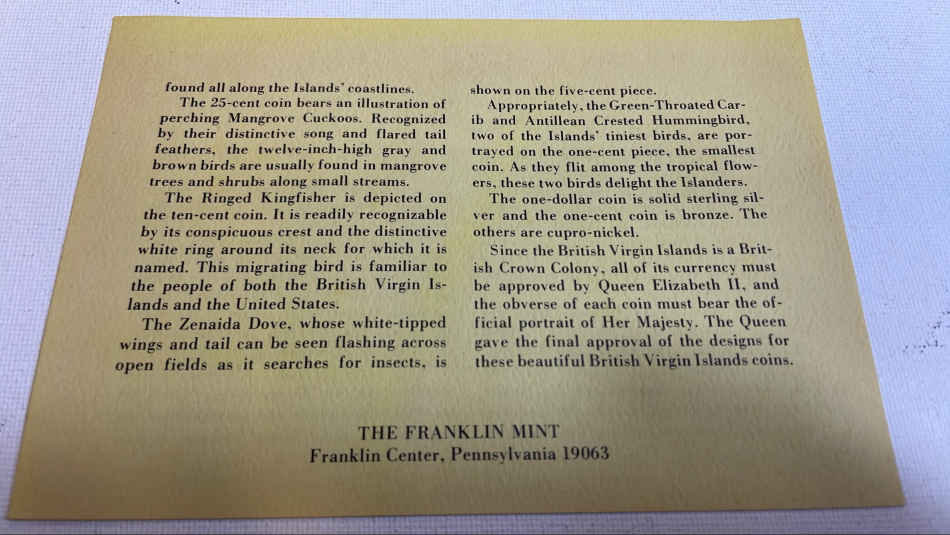 found all along the Islands' coastlines.
The 25-cent coin bears an illustration of
perching Mangrove Cuckoos. Recognized
by their distinctive song and flared tail
feathers, the twelve-inch-high gray and
brown birds are usually found in mangrove
trees and shrubs along small streams.
The Ringed Kingfisher is depicted on
the ten-cent coin. It is readily recognizable
by its conspicuous crest and the distinctive
white ring around its neck for which it is
named. This migrating bird is familiar to
the people of both the British Virgin Is-
lands and the United States.
The Zenaida Dove, whose white-tipped
wings and tail can be seen flashing across
open fields as it searches for insects, is
shown on the five-cent piece.
Appropriately, the Green-Throated Car-
ib and Antillean Crested Hummingbird,
two of the Islands' tiniest birds, are por-
trayed on the one-cent piece, the smallest
coin. As they flit among the tropical flow-
ers, these two birds delight the Islanders.
The one-dollar coin is solid sterling sil-
ver and the one-cent coin is bronze. The
others are cupro-nickel.
Since the British Virgin Islands is a Brit-
ish Crown Colony, all of its currency must
be approved by Queen Elizabeth II, and
the obverse of each coin must bear the of-
ficial portrait of Her Majesty. The Queen
gave the final approval of the designs for
these beautiful British Virgin Islands coins.
THE FRANKLIN MINT
Franklin Center, Pennsylvania 19063